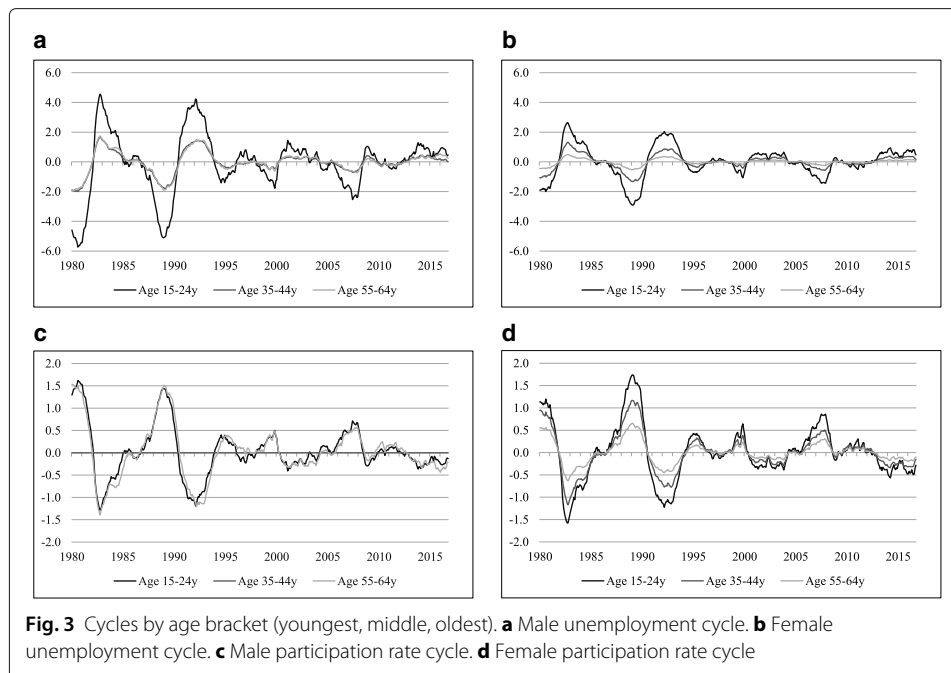 a
6.0
4.0
2.0
0.0
-2.0
-4.0
-6.0
1980 1985 1990 1995 2000 2005 2010 2015
Age 15-24y Age 35-44y Age 55-64y
b
6.0
4.0
2.0
0.0
-2.0
-4.0
-6.0
1980 1985 1990 1995 2000 2005 2010 2015
Age 15-24y Age 35-44y Age 55-64y
c
2.0
1.5
1.0
0.5
0.0
-0.5
-1.0
-1.5
-2.0
1980 1985 1990 1995 2000 2005 2010 2015
Age 15-24y Age 35-44y Age 55-64y
d
2.0
1.5
1.0
0.5
0.0
-0.5
-1.0
-1.5
-2.0
1980 1985 1990 1995 2000 2005 2010 2015
Age 15-24y Age 35-44y Age 55-64y
Fig. 3 Cycles by age bracket (youngest, middle, oldest). a Male unemployment cycle. b Female
unemployment cycle. c Male participation rate cycle. d Female participation rate cycle